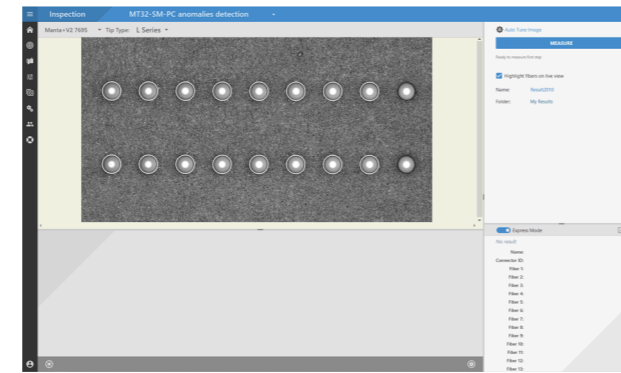 Inspection MT32-SM-PC anomalies detection
Manta+V2 760S Tip Type: L Series
Auto Tune Image
MEASURE
Ready to measure first step
Highlight fibers on live view
Name: Result2010
Folder: My Results
Express Mode
No result
Name:
Connector ID:
Fiber 1:
Fiber 2:
Fiber 3:
Fiber 4:
Fiber 5:
Fiber 6:
Fiber 7:
Fiber 8:
Fiber 9:
Fiber 10:
Fiber 11:
Fiber 12:
Fiber 13: